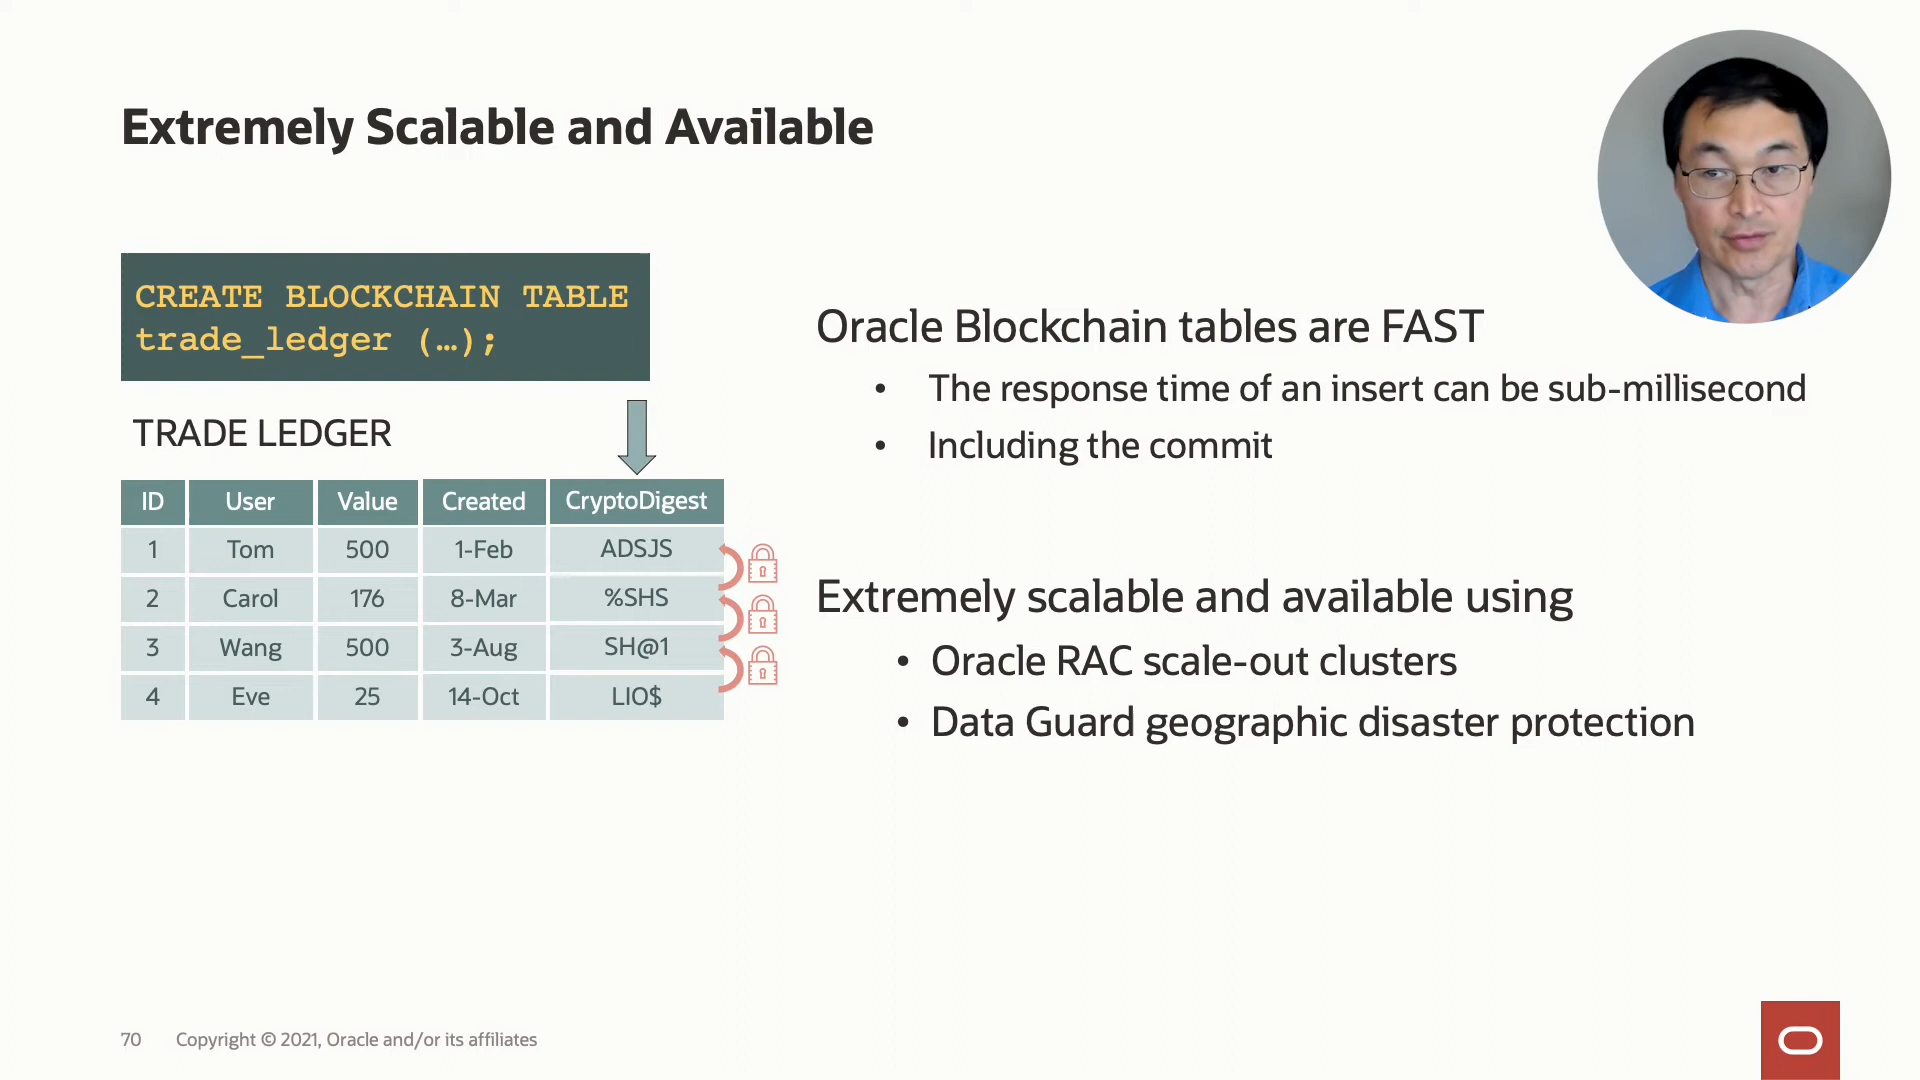 Extremely Scalable and Available
CREATE BLOCKCHAIN TABLE
trade_ledger (…);
TRADE LEDGER
ID User Value Created CryptoDigest
1 Tom 500 1-Feb ADSJS
2 Carol 176 8-Mar %SHS
3 Wang 500 3-Aug SH@1
4 Eve 25 14-Oct LIO$
Oracle Blockchain tables are FAST
• The response time of an insert can be sub-millisecond
• Including the commit
Extremely scalable and available using
• Oracle RAC scale-out clusters
• Data Guard geographic disaster protection
70 Copyright © 2021, Oracle and/or its affiliates